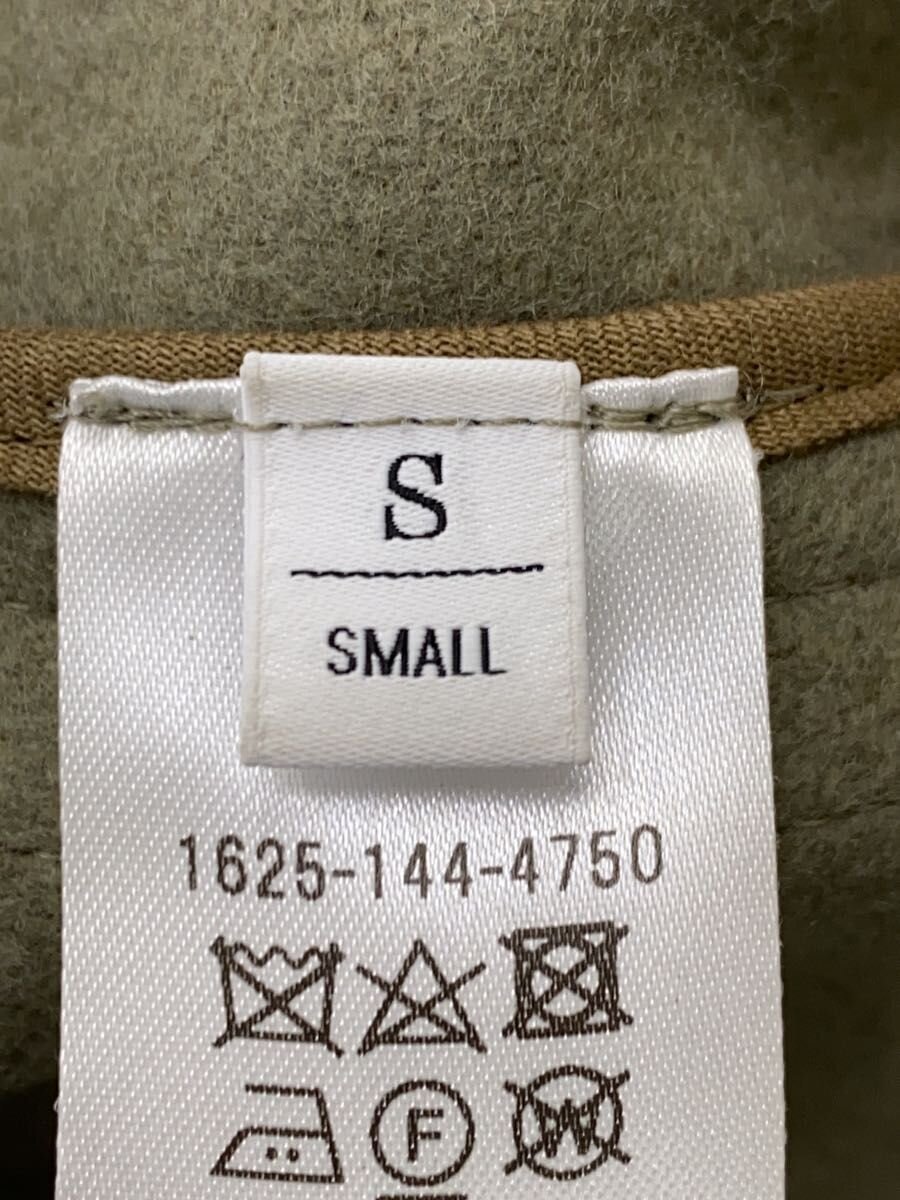 S
SMALL
1625-144-4750
F W